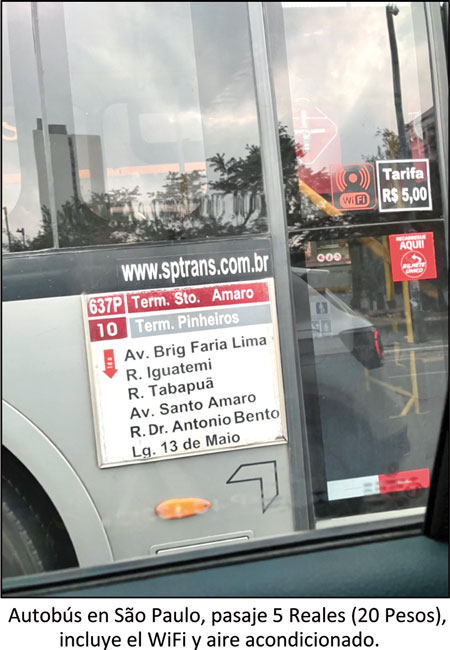 WiFi
Tarifa
R$ 5,00
RECARREGUE
AQUI
BILHETE
ÚNICO
www.sptrans.com.br
637P Term. Sto. Amaro
10 Term. Pinheiros
Av. Brig Faria Lima
R. Iguatemi
R. Tabapuã
Av. Santo Amaro
R. Dr. Antonio Bento
Lg. 13 de Maio
Autobús en São Paulo, pasaje 5 Reales (20 Pesos),
incluye el WiFi y aire acondicionado.